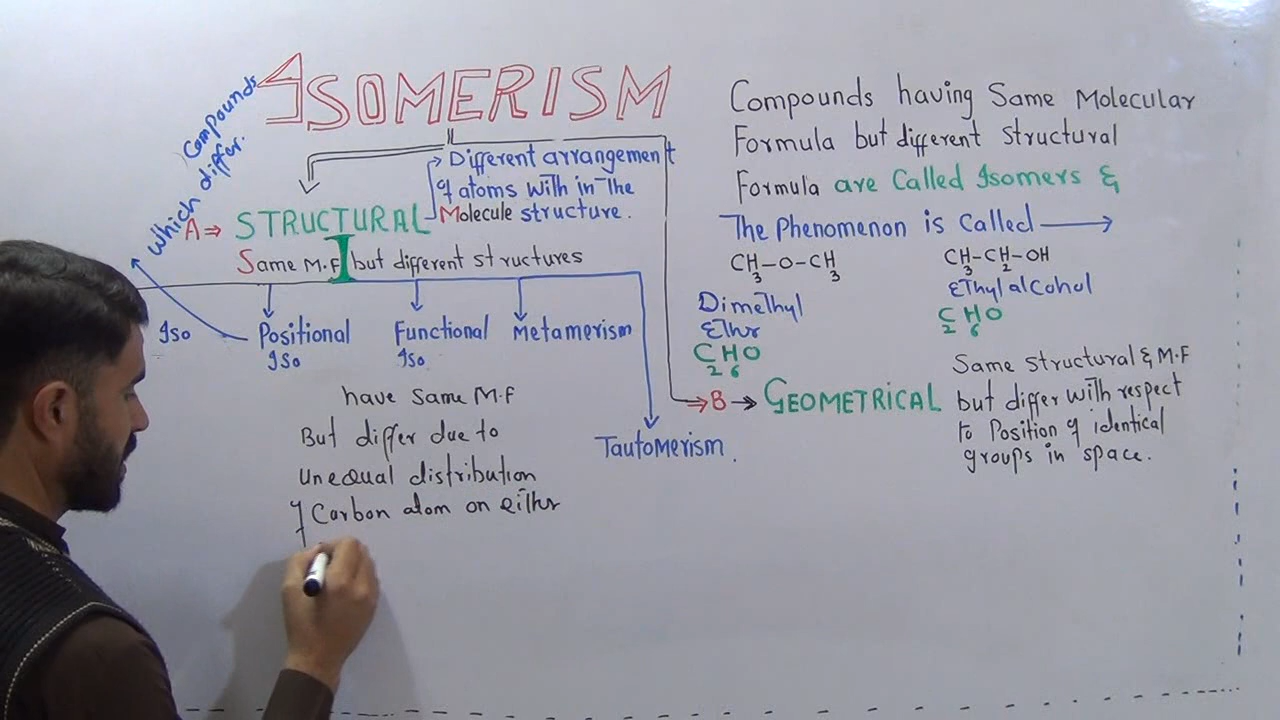 ISOMERISM
Compounds having Same Molecular
Formula but different Structural
Formula are Called Isomers &
The Phenomenon is Called
CH3-O-CH3
Dimethyl
Ethr
C2H6O
CH3-CH2-OH
Ethyl alcohol
C2H6O
Different arrangement
of atoms with in the
Molecule structure.
A ⇒ STRUCTURAL
Same M.F but different structures
which
Compounds
differ.
Iso
Positional
Iso
Functional
Iso
Metamerism
Tautomerism.
have Same M.F
But differ due to
unequal distribution
of Carbon atom on eithr
B → GEOMETRICAL
Same structural & M.F
but differ with respect
to Position of identical
groups in space.